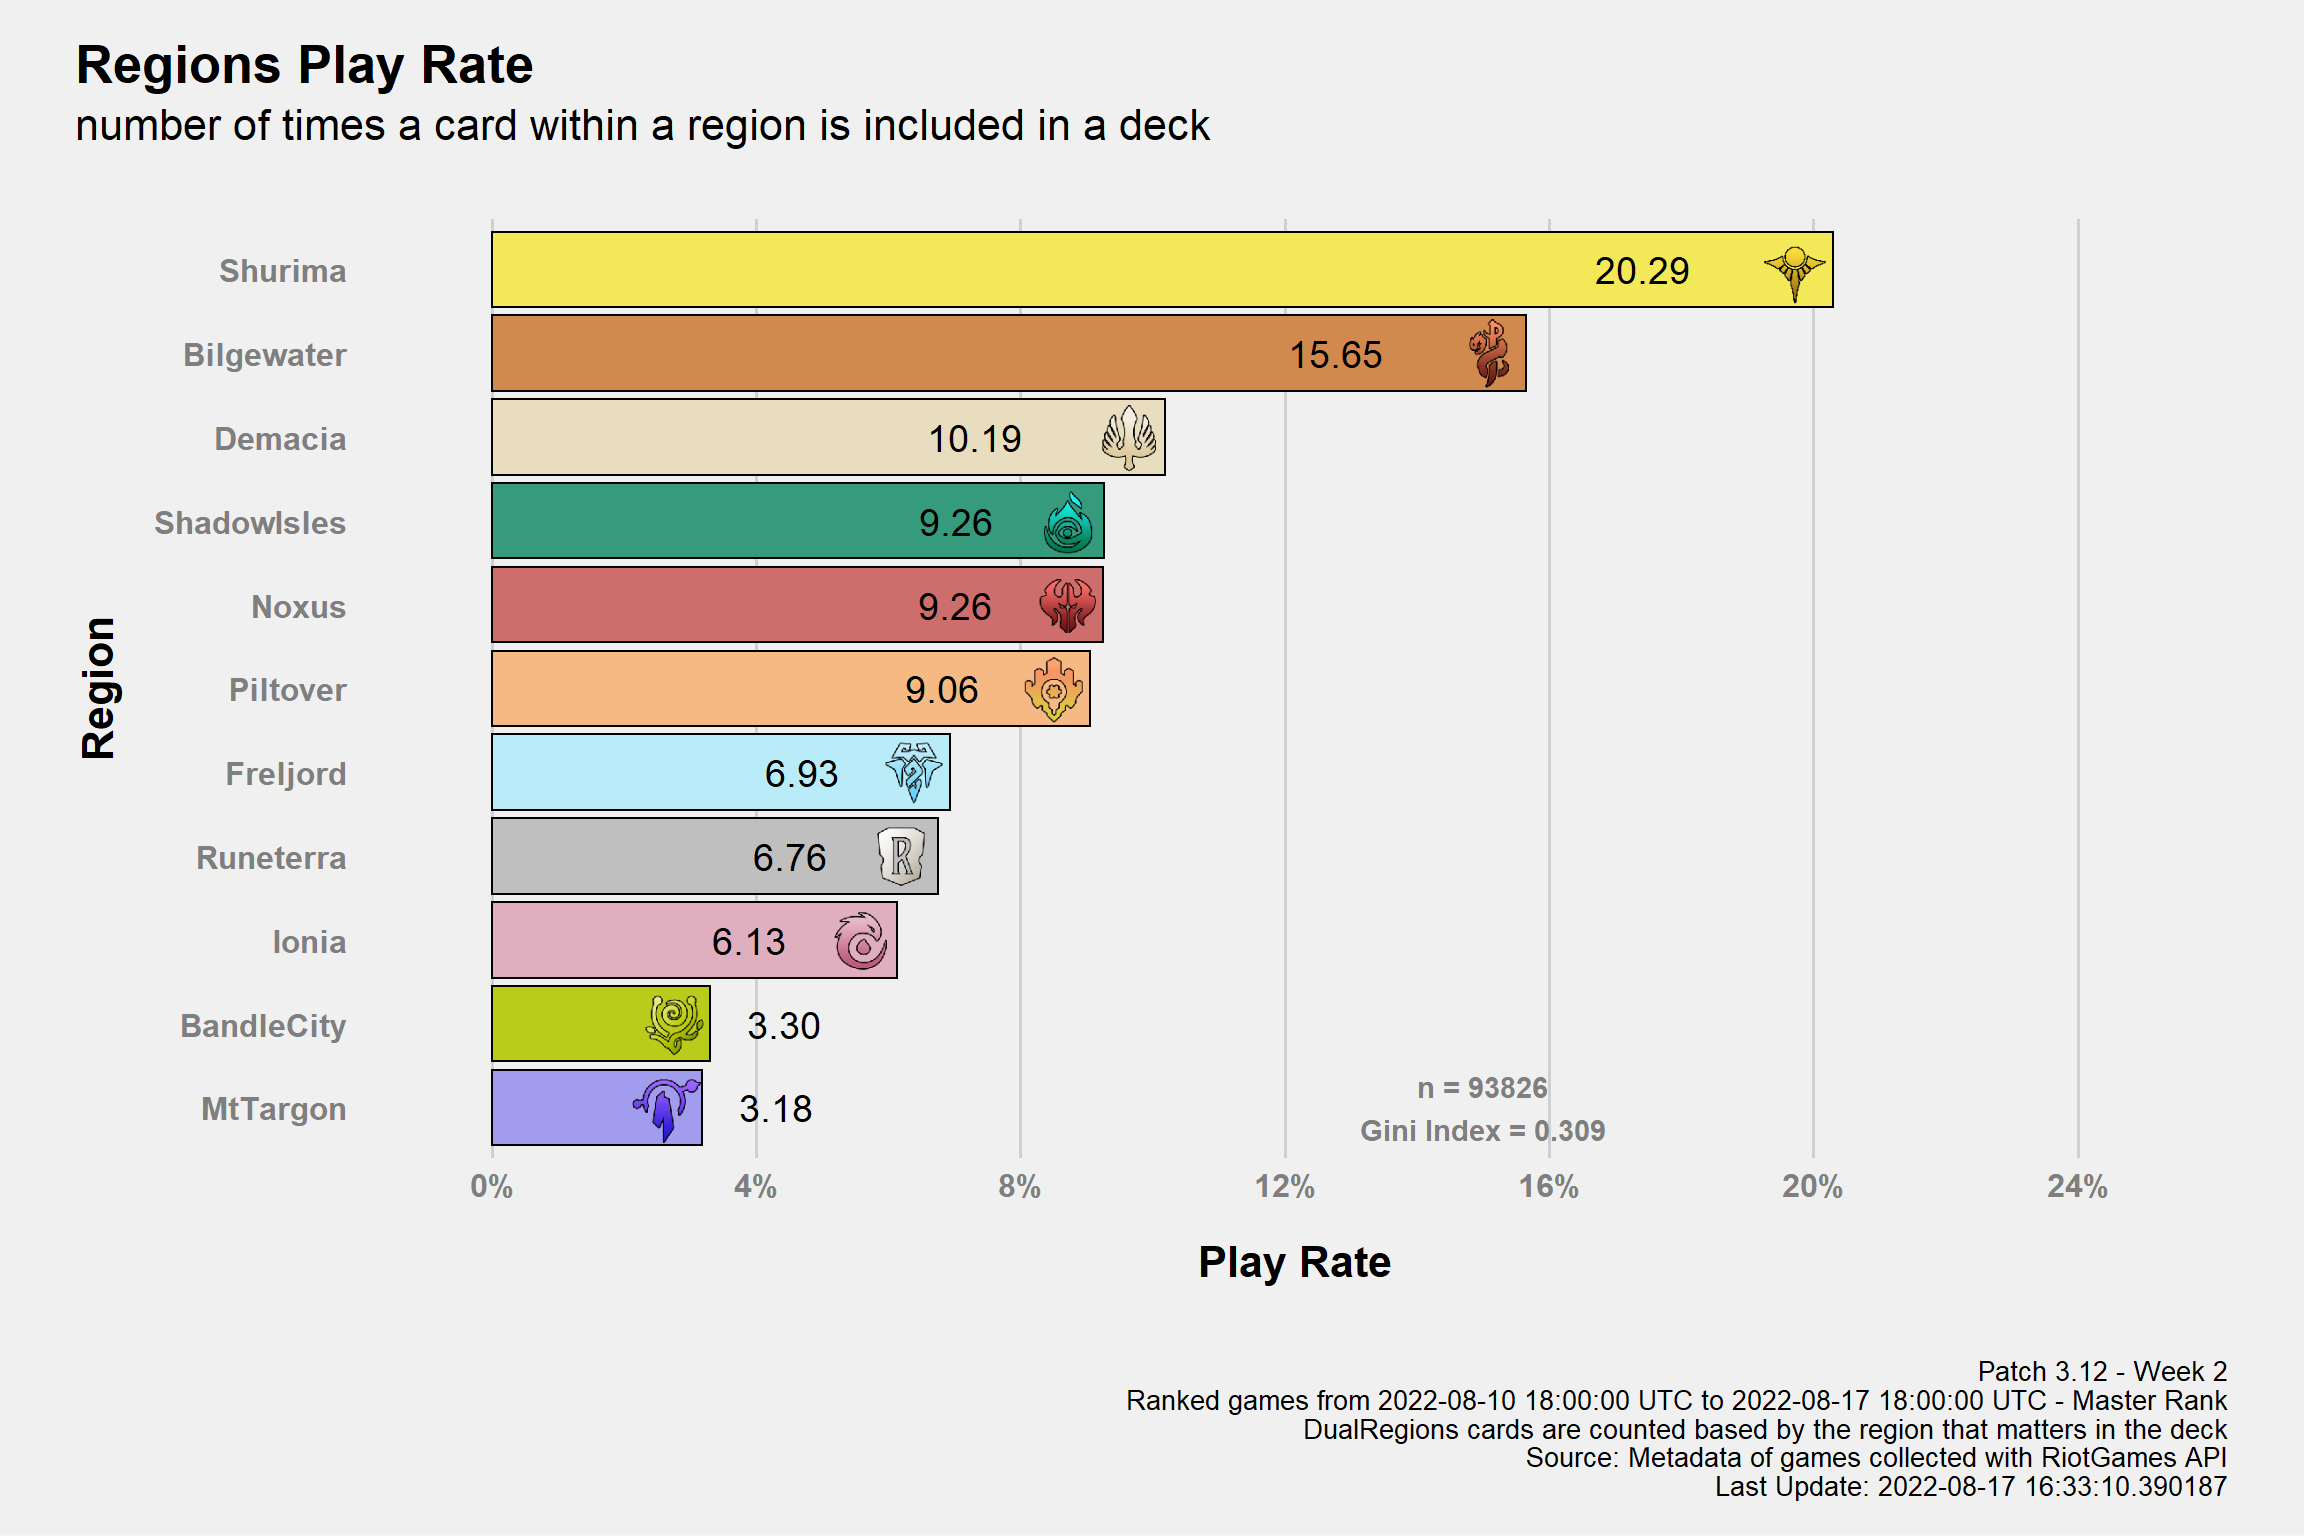 Regions Play Rate
number of times a card within a region is included in a deck
Region
Shurima 20.29
Bilgewater 15.65
Demacia 10.19
ShadowIsles 9.26
Noxus 9.26
Piltover 9.06
Freljord 6.93
Runeterra 6.76 R
Ionia 6.13
BandleCity 3.30
MtTargon 3.18
n = 93826
Gini Index = 0.309
0% 4% 8% 12% 16% 20% 24%
Play Rate
Patch 3.12 - Week 2
Ranked games from 2022-08-10 18:00:00 UTC to 2022-08-17 18:00:00 UTC - Master Rank
DualRegions cards are counted based by the region that matters in the deck
Source: Metadata of games collected with RiotGames API
Last Update: 2022-08-17 16:33:10.390187